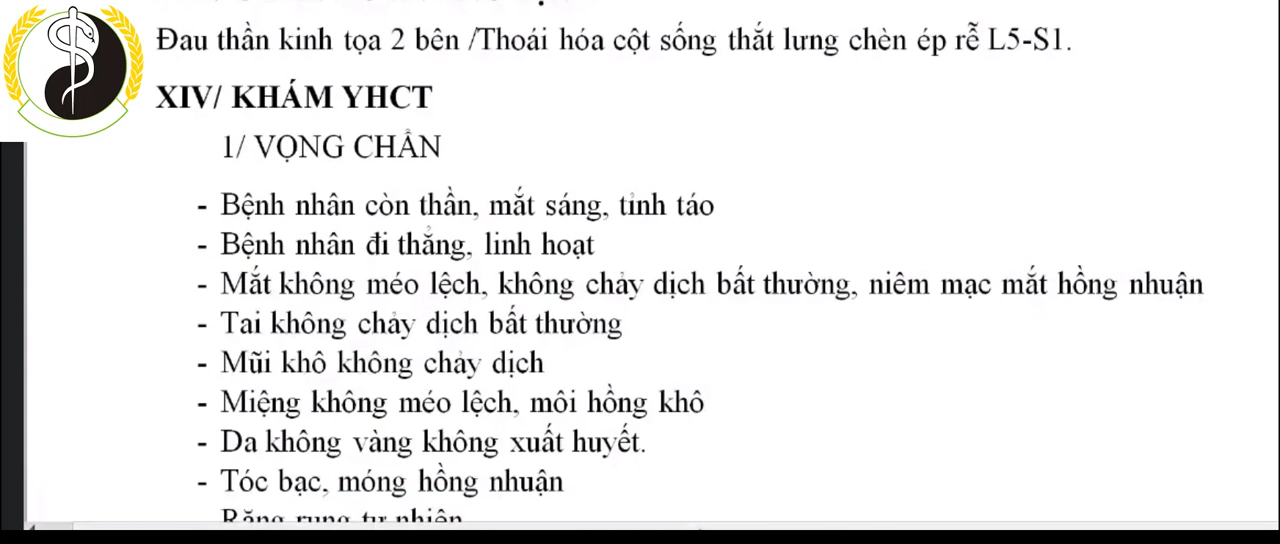 Đau thần kinh tọa 2 bên /Thoái hóa cột sống thắt lưng chèn ép rễ L5-S1.
XIV/ KHÁM YHCT
1/ VỌNG CHẨN
- Bệnh nhân còn thần, mắt sáng, tỉnh táo
- Bệnh nhân đi thẳng, linh hoạt
- Mắt không méo lệch, không chảy dịch bất thường, niêm mạc mắt hồng nhuận
- Tai không chảy dịch bất thường
- Mũi khô không chảy dịch
- Miệng không méo lệch, môi hồng khô
- Da không vàng không xuất huyết.
- Tóc bạc, móng hồng nhuận
Răng rụng tự nhiên